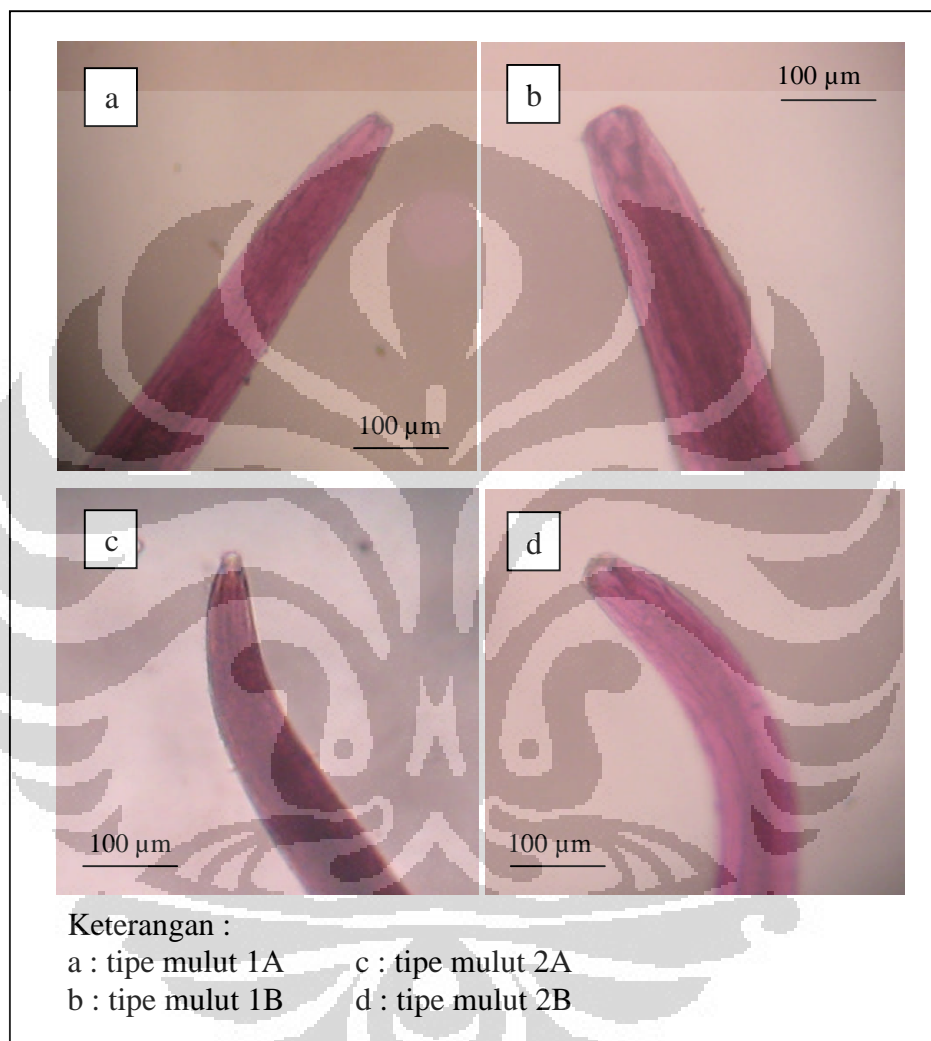 a
b
100 µm
100 µm
c
d
100 µm
100 µm
Keterangan :
a : tipe mulut 1A c : tipe mulut 2A
b : tipe mulut 1B d : tipe mulut 2B